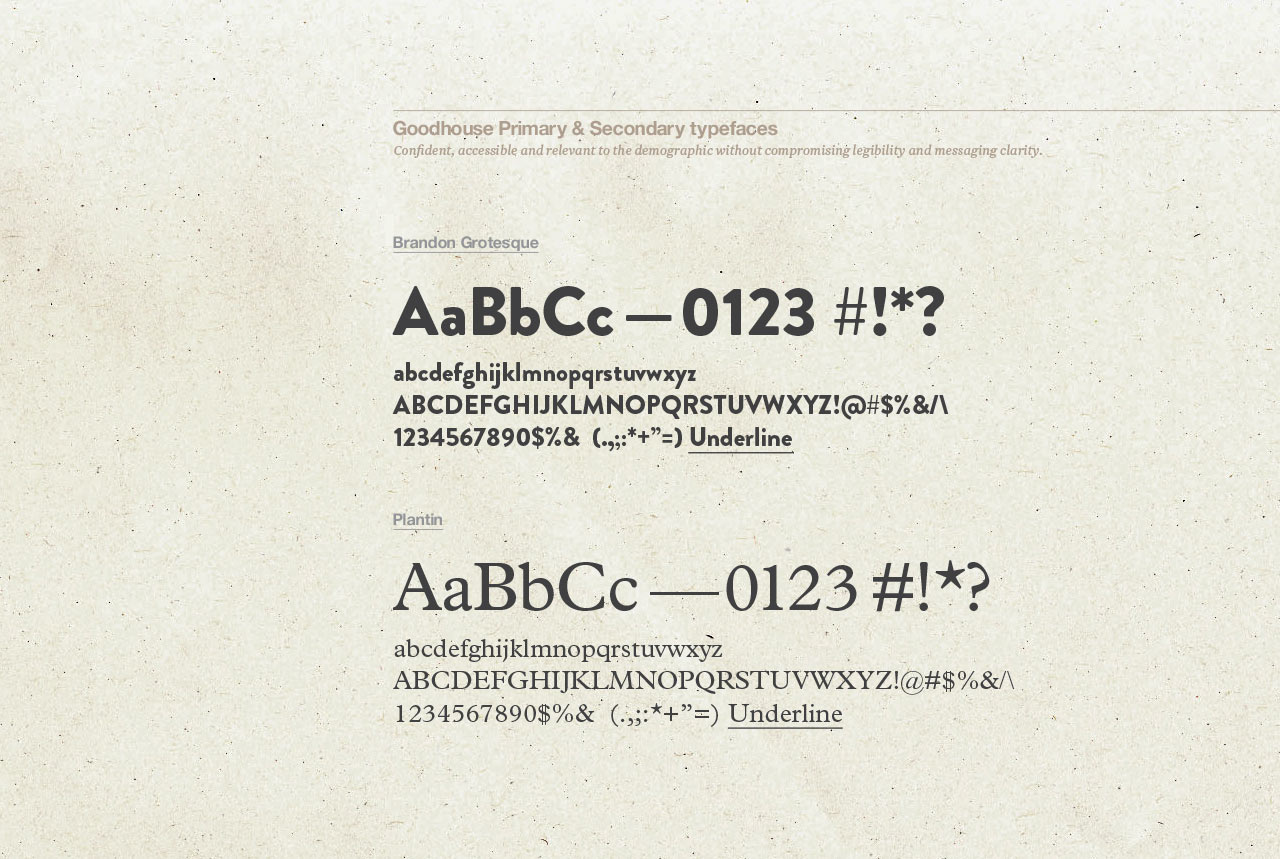 Goodhouse Primary & Secondary typefaces
Confident, accessible and relevant to the demographic without compromising legibility and messaging clarity.
Brandon Grotesque
AaBbCc — 0123 #!*?
abcdefghijklmnopqrstuvwxyz
ABCDEFGHIJKLMNOPQRSTUVWXYZ!@#$%&/\
1234567890$%& (.,;:*+”=) Underline
Plantin
AaBbCc — 0123 #!*?
abcdefghijklmnopqrstuvwxyz
ABCDEFGHIJKLMNOPQRSTUVWXYZ!@#$%&/\
1234567890$%& (.,;:*+”=) Underline